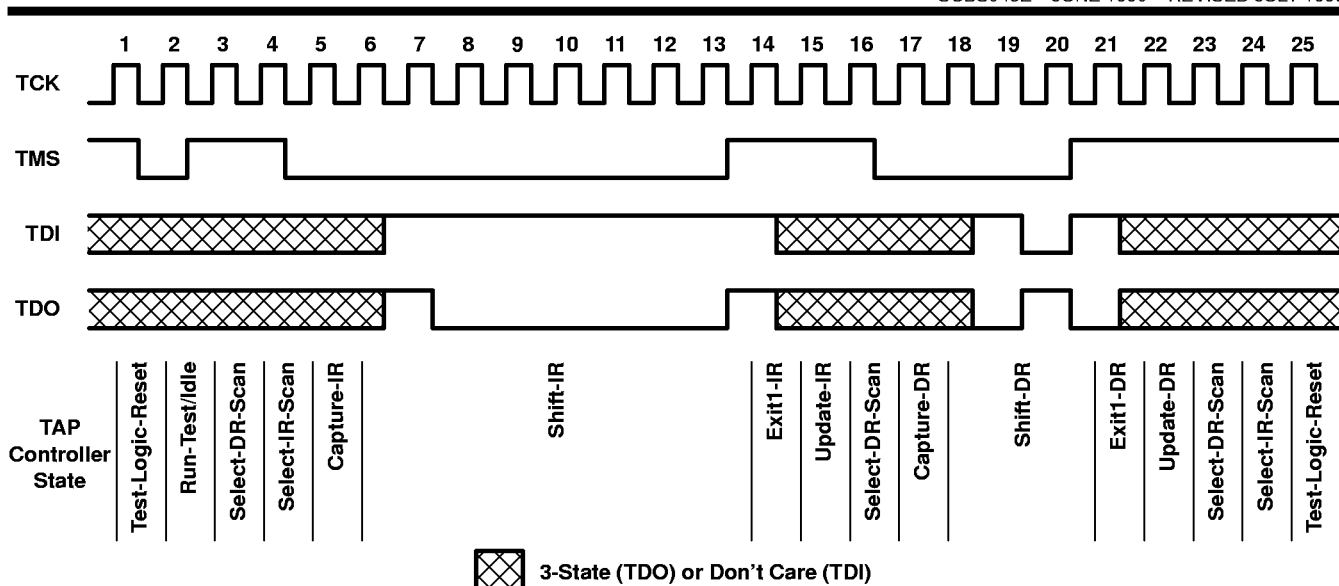 1 2 3 4 5 6 7 8 9 10 11 12 13 14 15 16 17 18 19 20 21 22 23 24 25
TCK
TMS
TDI
TDO
TAP
Controller
State
Test-Logic-Reset
Run-Test/Idle
Select-DR-Scan
Select-IR-Scan
Capture-IR
Shift-IR
Exit1-IR
Update-IR
Select-DR-Scan
Capture-DR
Shift-DR
Exit1-DR
Update-DR
Select-DR-Scan
Select-IR-Scan
Test-Logic-Reset
3-State (TDO) or Don't Care (TDI)